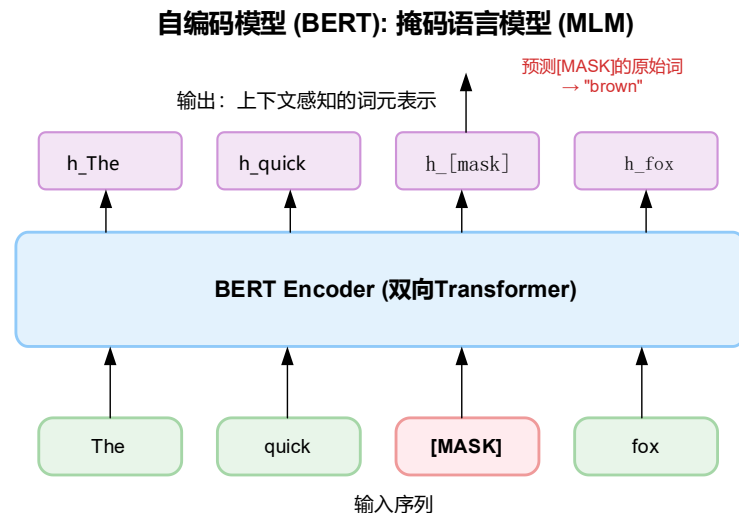 自编码模型 (BERT): 掩码语言模型 (MLM)
预测[MASK]的原始词
→ "brown"
输出：上下文感知的词元表示
h_The
h_quick
h_[mask]
h_fox
BERT Encoder (双向Transformer)
The
quick
[MASK]
fox
输入序列